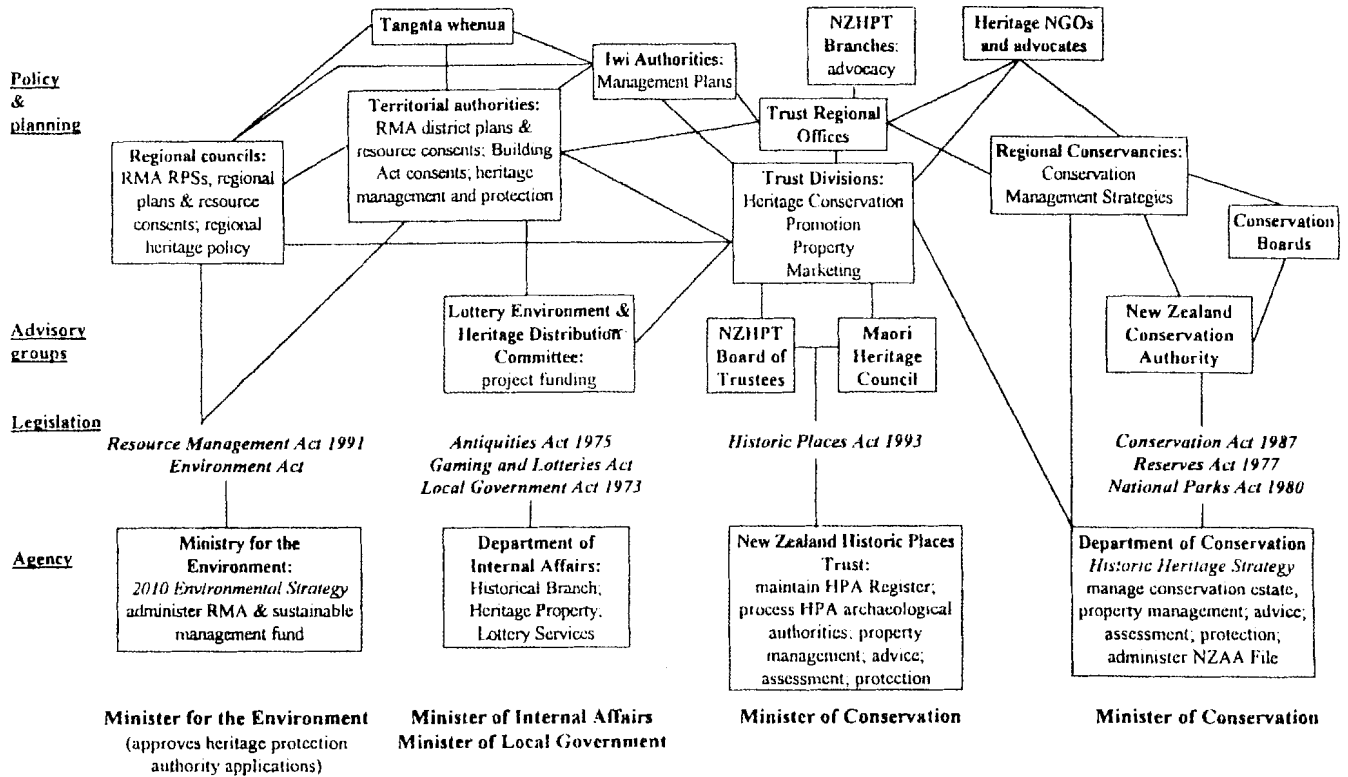 Policy
&
planning
Tangata whenua
Iwi Authorities:
Management Plans
NZHPT
Branches:
advocacy
Heritage NGOs
and advocates
Regional councils:
RMA RPSs, regional
plans & resource
consents; regional
heritage policy
Territorial authorities:
RMA district plans &
resource consents; Building
Act consents; heritage
management and protection
Trust Regional
Offices
Trust Divisions:
Heritage Conservation
Promotion
Property
Marketing
Regional Conservancies:
Conservation
Management Strategies
Conservation
Boards
Advisory
groups
Lottery Environment &
Heritage Distribution
Committee:
project funding
NZHPT
Board of
Trustees
Maori
Heritage
Council
New Zealand
Conservation
Authority
Legislation
Resource Management Act 1991
Environment Act
Antiquities Act 1975
Gaming and Lotteries Act
Local Government Act 1973
Historic Places Act 1993
Conservation Act 1987
Reserves Act 1977
National Parks Act 1980
Agency
Ministry for the
Environment:
2010 Environmental Strategy
administer RMA & sustainable
management fund
Department of
Internal Affairs:
Historical Branch;
Heritage Property;
Lottery Services
New Zealand Historic Places
Trust:
maintain HPA Register;
process HPA archaeological
authorities; property
management; advice;
assessment; protection
Department of Conservation
Historic Heritage Strategy
manage conservation estate,
property management; advice;
assessment; protection;
administer NZAA File
Minister for the Environment
(approves heritage protection
authority applications)
Minister of Internal Affairs
Minister of Local Government
Minister of Conservation
Minister of Conservation